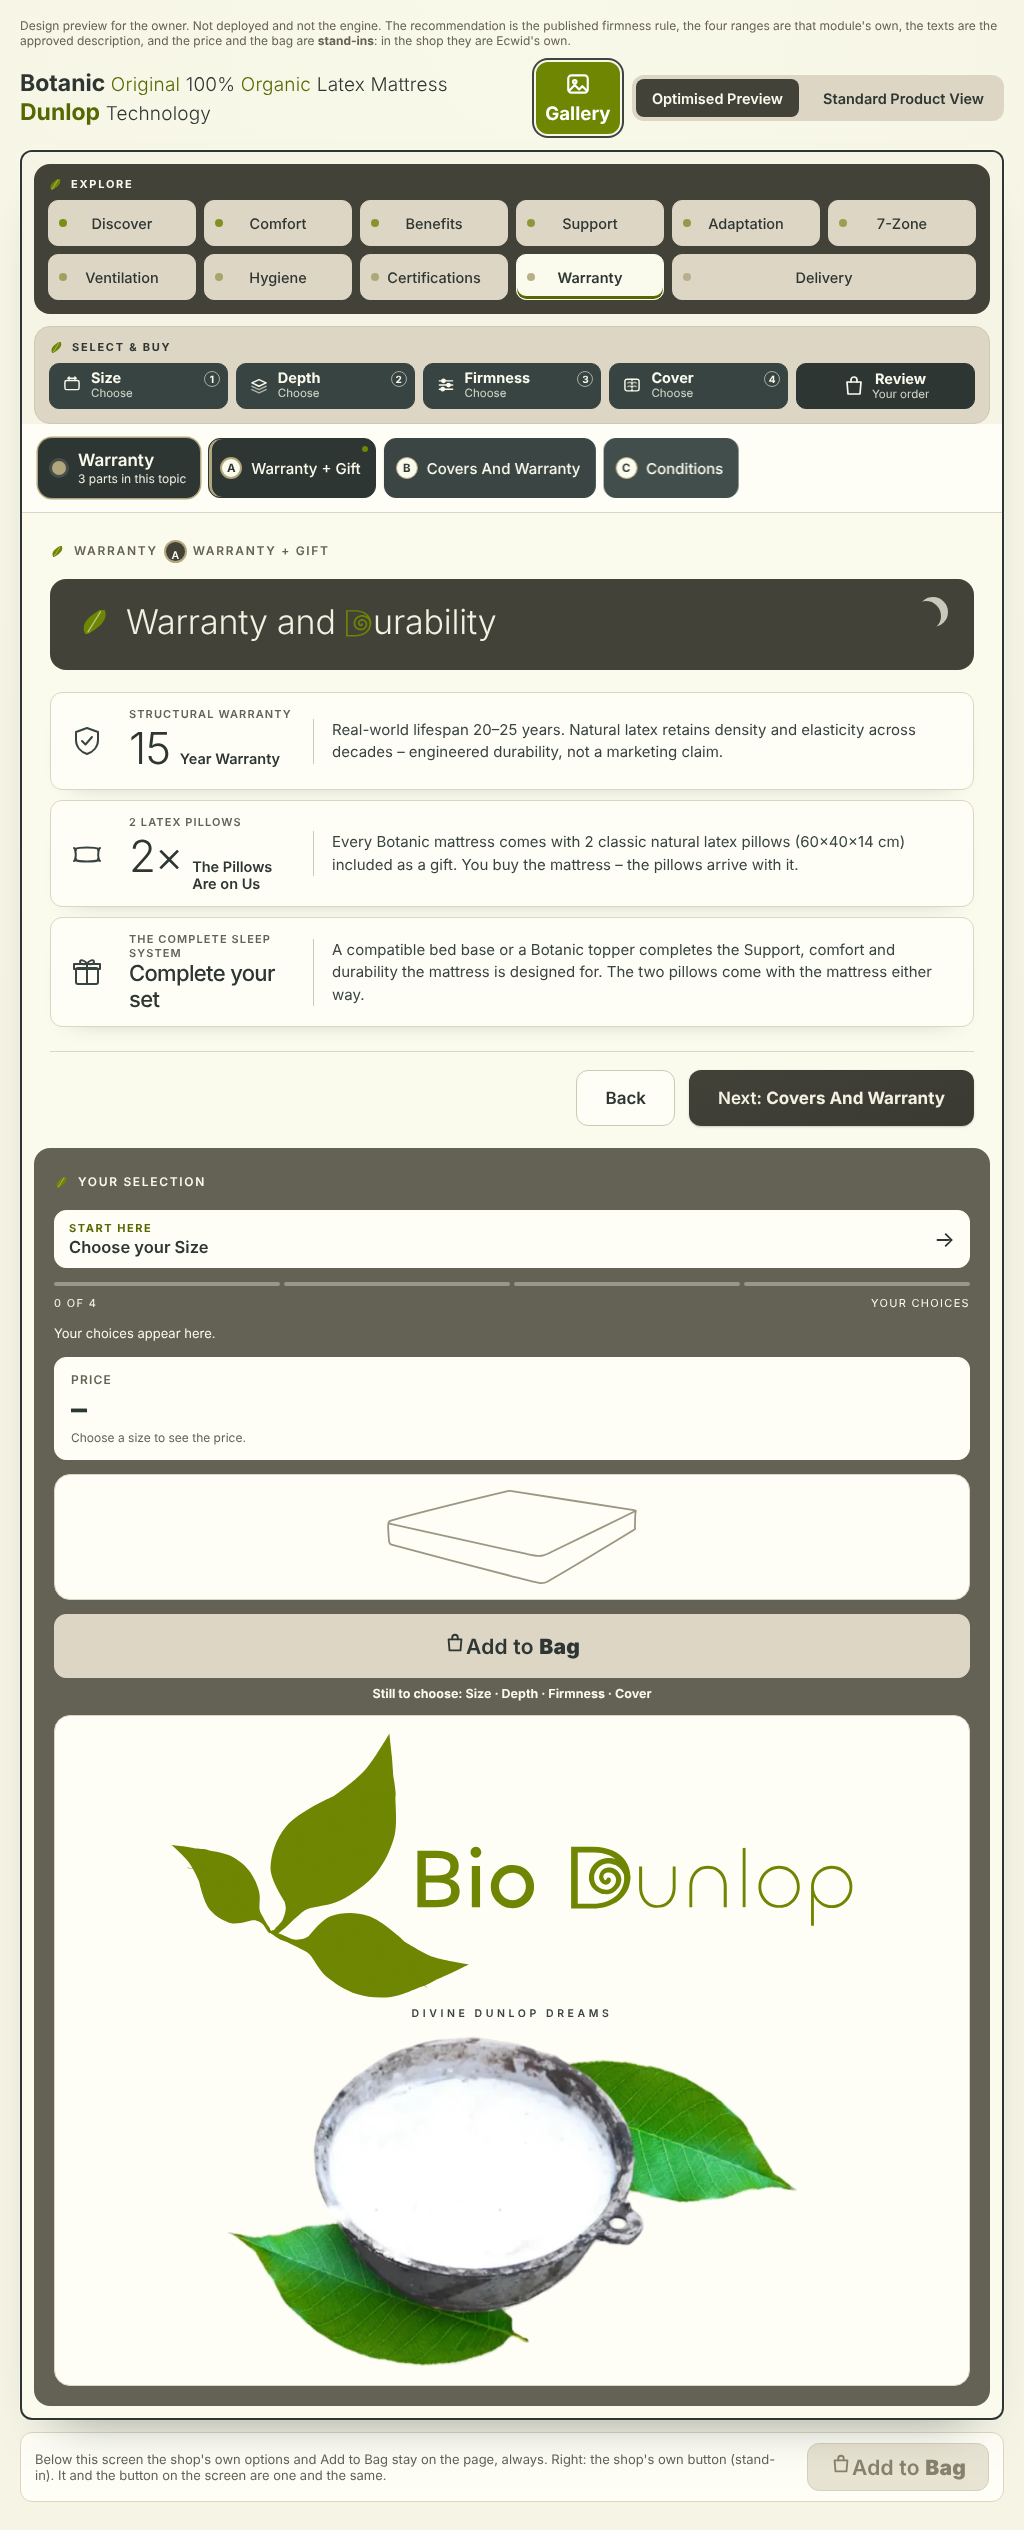 Design preview for the owner. Not deployed and not the engine. The recommendation is the published firmness rule, the four ranges are that module's own, the texts are the
approved description, and the price and the bag are stand-ins: in the shop they are Ecwid's own.
Botanic Original 100% Organic Latex Mattress
Dunlop Technology
Gallery
Optimised Preview
Standard Product View
EXPLORE
Discover
Comfort
Benefits
Support
Adaptation
7-Zone
Ventilation
Hygiene
Certifications
Warranty
Delivery
SELECT & BUY
Size
Choose
1
Depth
Choose
2
Firmness
Choose
3
Cover
Choose
4
Review
Your order
Warranty
3 parts in this topic
A Warranty + Gift
B Covers And Warranty
C Conditions
WARRANTY A WARRANTY + GIFT
Warranty and Durability
STRUCTURAL WARRANTY
15 Year Warranty
Real-world lifespan 20–25 years. Natural latex retains density and elasticity across
decades – engineered durability, not a marketing claim.
2 LATEX PILLOWS
2× The Pillows
Are on Us
Every Botanic mattress comes with 2 classic natural latex pillows (60×40×14 cm)
included as a gift. You buy the mattress – the pillows arrive with it.
THE COMPLETE SLEEP
SYSTEM
Complete your
set
A compatible bed base or a Botanic topper completes the Support, comfort and
durability the mattress is designed for. The two pillows come with the mattress either
way.
Back
Next: Covers And Warranty
YOUR SELECTION
START HERE
Choose your Size
0 OF 4
YOUR CHOICES
Your choices appear here.
PRICE
–
Choose a size to see the price.
Add to Bag
Still to choose: Size · Depth · Firmness · Cover
Bio Dunlop
DIVINE DUNLOP DREAMS
Below this screen the shop's own options and Add to Bag stay on the page, always. Right: the shop's own button (stand-
in). It and the button on the screen are one and the same.
Add to Bag